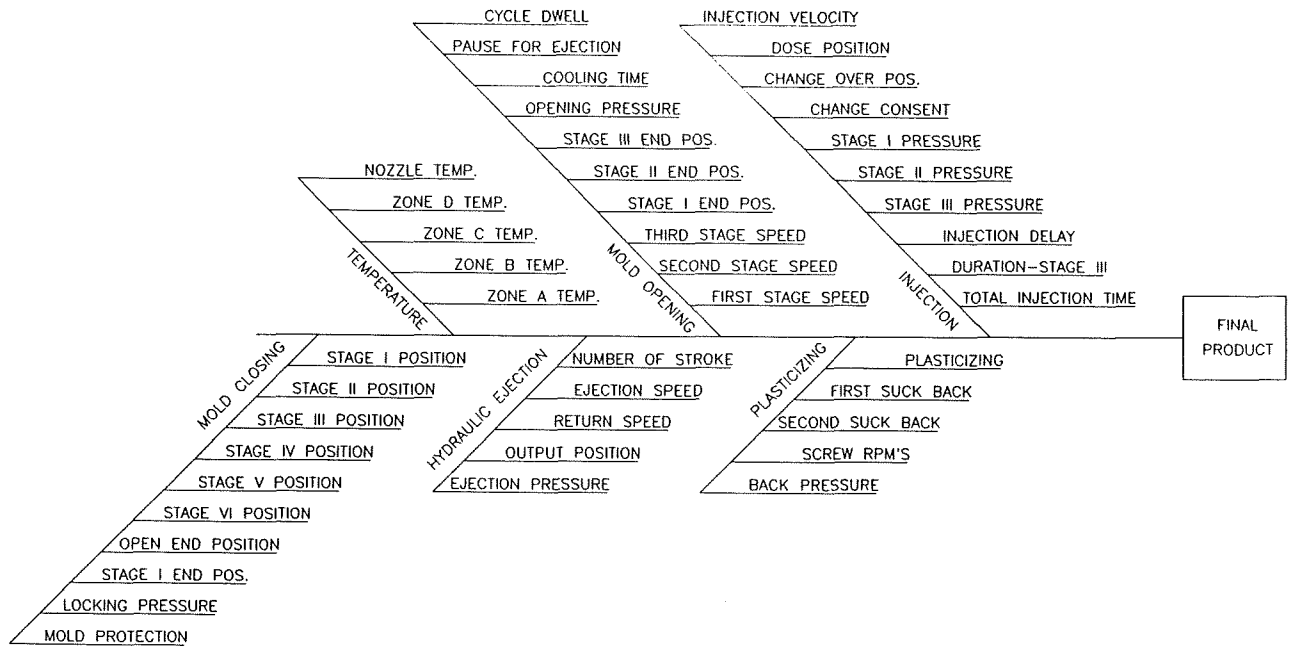 CYCLE DWELL
PAUSE FOR EJECTION
COOLING TIME
OPENING PRESSURE
STAGE III END POS.
STAGE II END POS.
STAGE I END POS.
THIRD STAGE SPEED
SECOND STAGE SPEED
FIRST STAGE SPEED
MOLD OPENING
INJECTION VELOCITY
DOSE POSITION
CHANGE OVER POS.
CHANGE CONSENT
STAGE I PRESSURE
STAGE II PRESSURE
STAGE III PRESSURE
INJECTION DELAY
DURATION-STAGE III
TOTAL INJECTION TIME
INJECTION
NOZZLE TEMP.
ZONE D TEMP.
ZONE C TEMP.
ZONE B TEMP.
ZONE A TEMP.
TEMPERATURE
FINAL
PRODUCT
MOLD CLOSING
STAGE I POSITION
STAGE II POSITION
STAGE III POSITION
STAGE IV POSITION
STAGE V POSITION
STAGE VI POSITION
OPEN END POSITION
STAGE I END POS.
LOCKING PRESSURE
MOLD PROTECTION
HYDRAULIC EJECTION
NUMBER OF STROKE
EJECTION SPEED
RETURN SPEED
OUTPUT POSITION
EJECTION PRESSURE
PLASTICIZING
PLASTICIZING
FIRST SUCK BACK
SECOND SUCK BACK
SCREW RPM'S
BACK PRESSURE